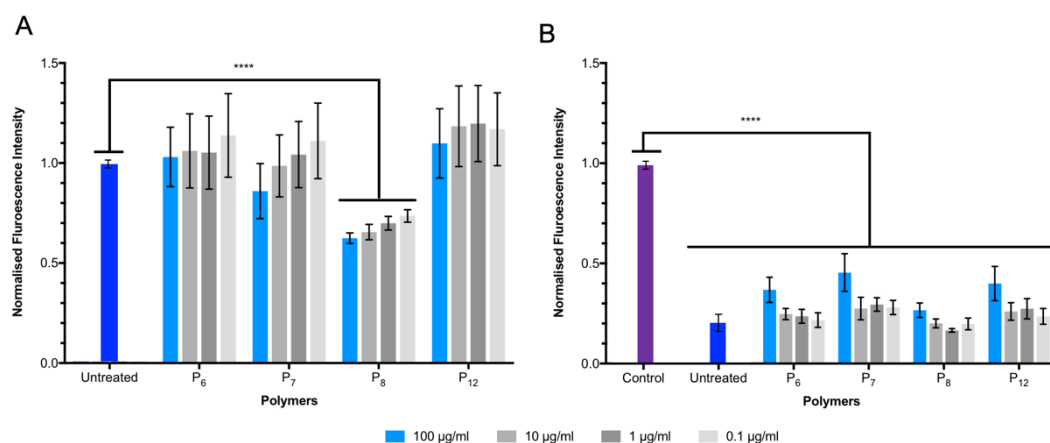 A
B
Normalised Fluroescence Intensity
1.5
1.0
0.5
0.0
****
Untreated P6 P7 P8 P12
Polymers
Normalised Fluroescence Intensity
1.5
1.0
0.5
0.0
****
Control Untreated P6 P7 P8 P12
Polymers
100 µg/ml 10 µg/ml 1 µg/ml 0.1 µg/ml